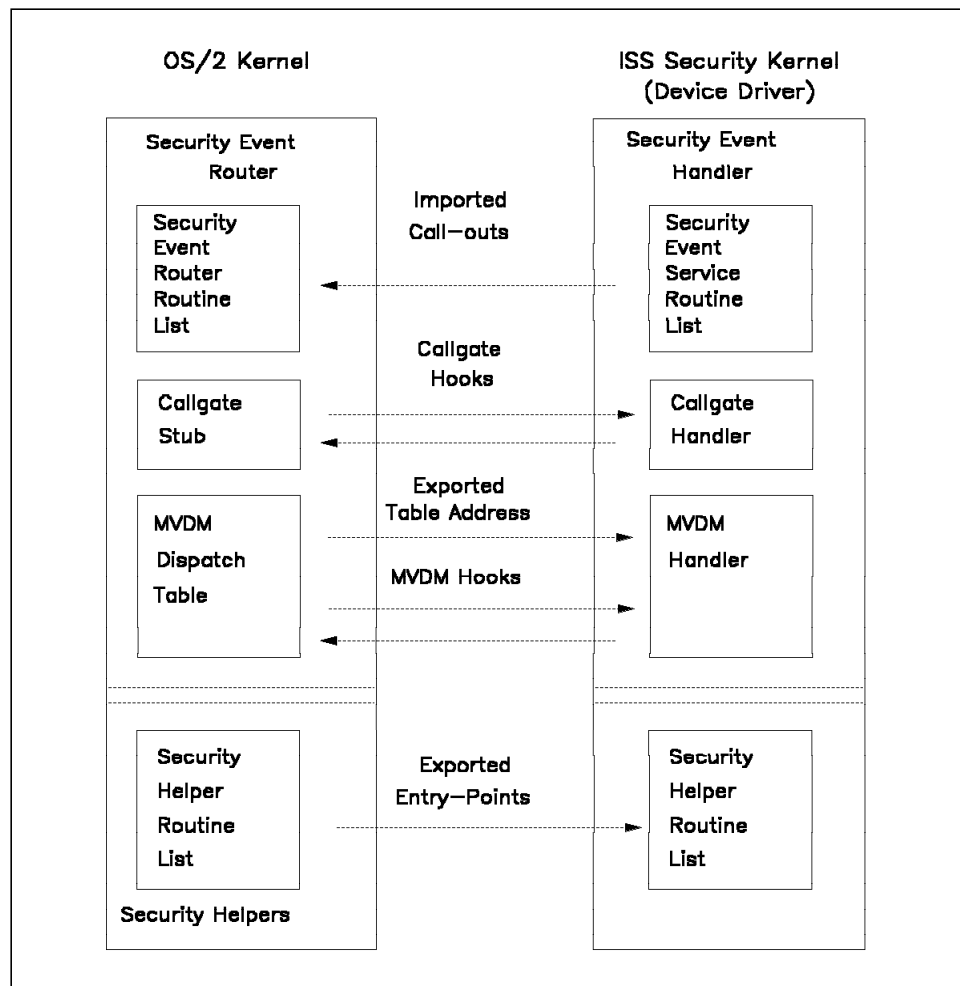 OS/2 Kernel
ISS Security Kernel
(Device Driver)
Security Event
Router
Security
Event
Router
Routine
List
Callgate
Stub
MVDM
Dispatch
Table
Security
Helper
Routine
List
Security Helpers
Imported
Call-outs
Callgate
Hooks
Exported
Table Address
MVDM Hooks
Exported
Entry-Points
Security Event
Handler
Security
Event
Service
Routine
List
Callgate
Handler
MVDM
Handler
Security
Helper
Routine
List